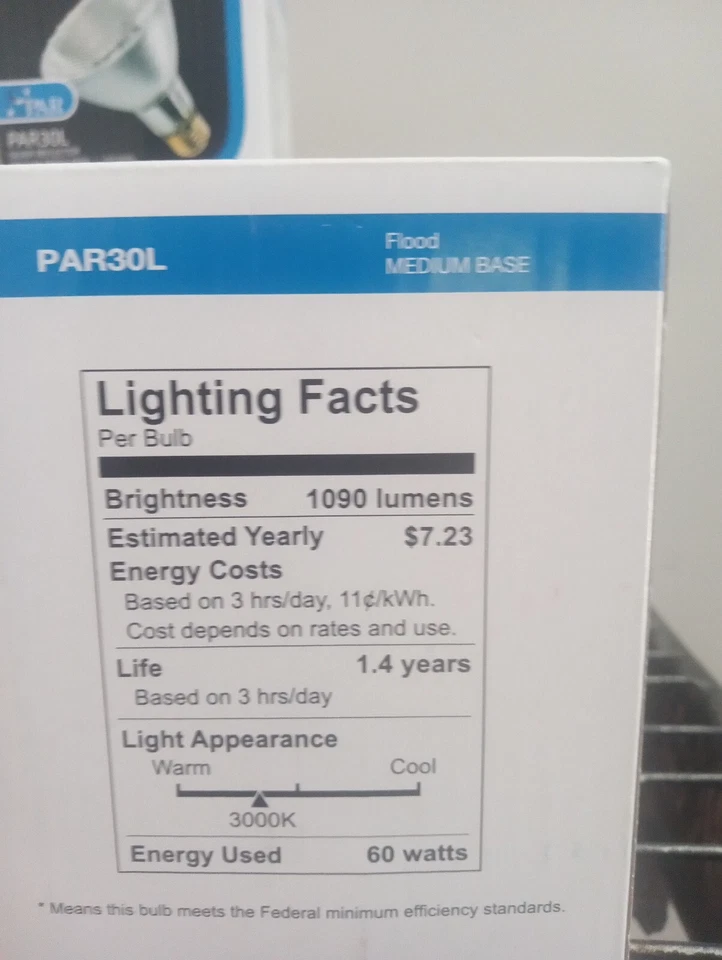 PAR
PAR30L
PAR30L
Flood
MEDIUM BASE
Lighting Facts
Per Bulb
Brightness 1090 lumens
Estimated Yearly $7.23
Energy Costs
Based on 3 hrs/day, 11¢/kWh.
Cost depends on rates and use.
Life 1.4 years
Based on 3 hrs/day
Light Appearance
Warm Cool
3000K
Energy Used 60 watts
* Means this bulb meets the Federal minimum efficiency standards.